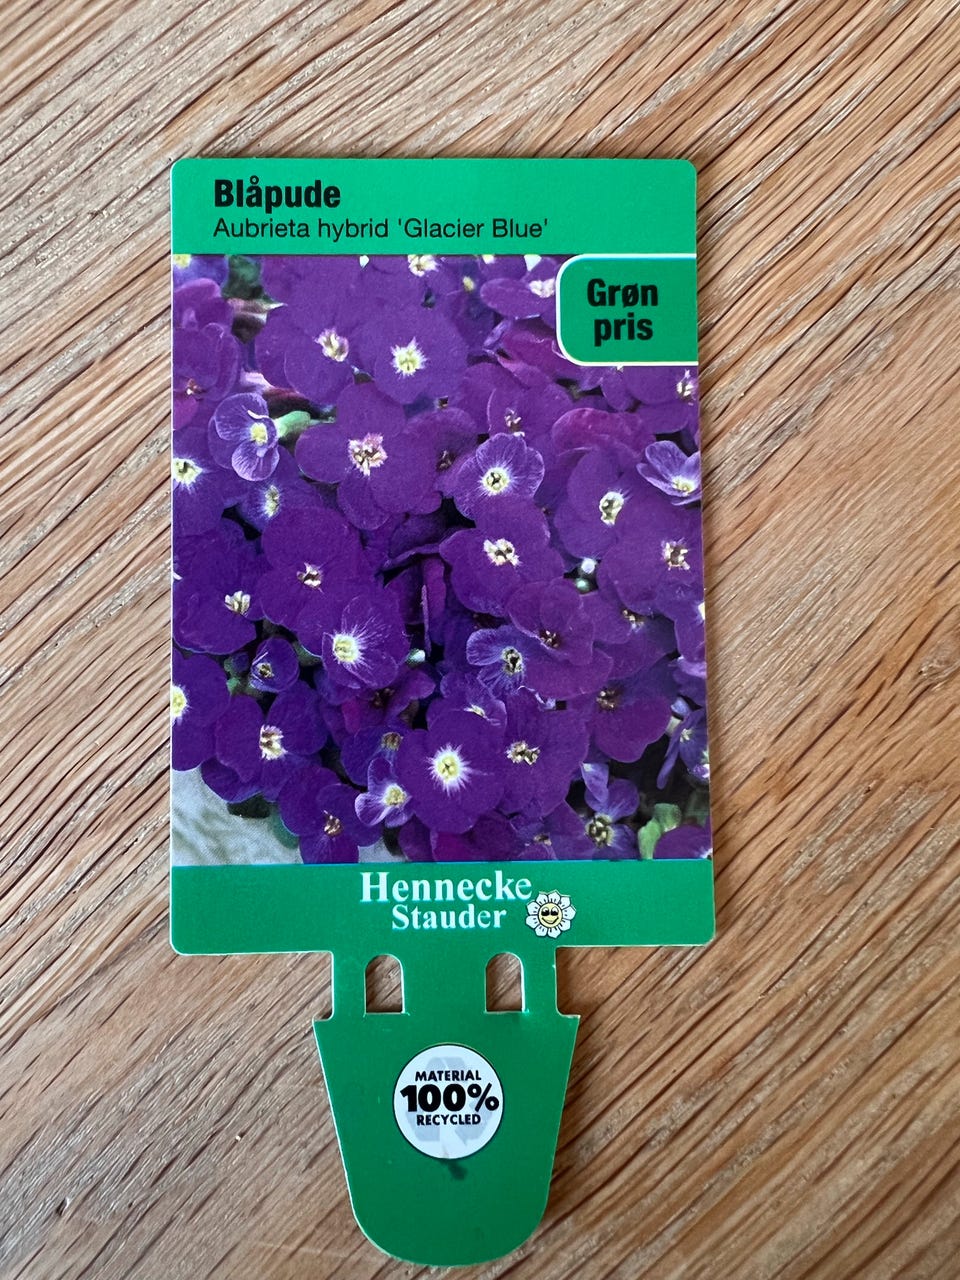 Blåpude
Aubrieta hybrid 'Glacier Blue'
Grøn
pris
Hennecke
Stauder
MATERIAL
100%
RECYCLED